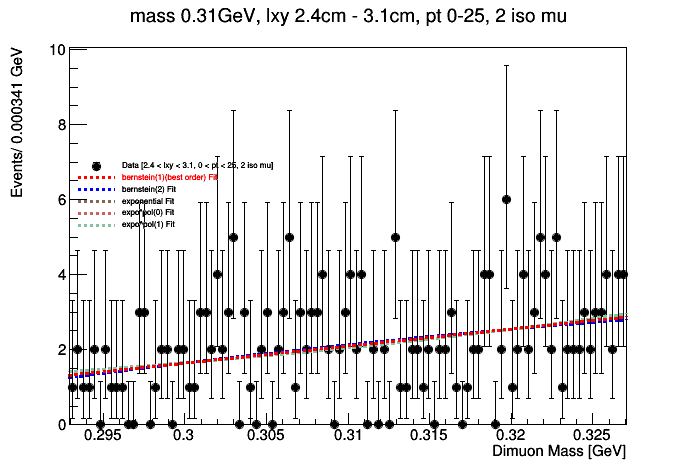 mass 0.31GeV, lxy 2.4cm - 3.1cm, pt 0-25, 2 iso mu
Events/ 0.000341 GeV
10
8
6
4
2
0
Data [2.4 < lxy < 3.1, 0 < pt < 25, 2 iso mu]
bernstein(1)(best order) Fit
bernstein(2) Fit
exponential Fit
expo*pol(0) Fit
expo*pol(1) Fit
0.295 0.3 0.305 0.31 0.315 0.32 0.325
Dimuon Mass [GeV]